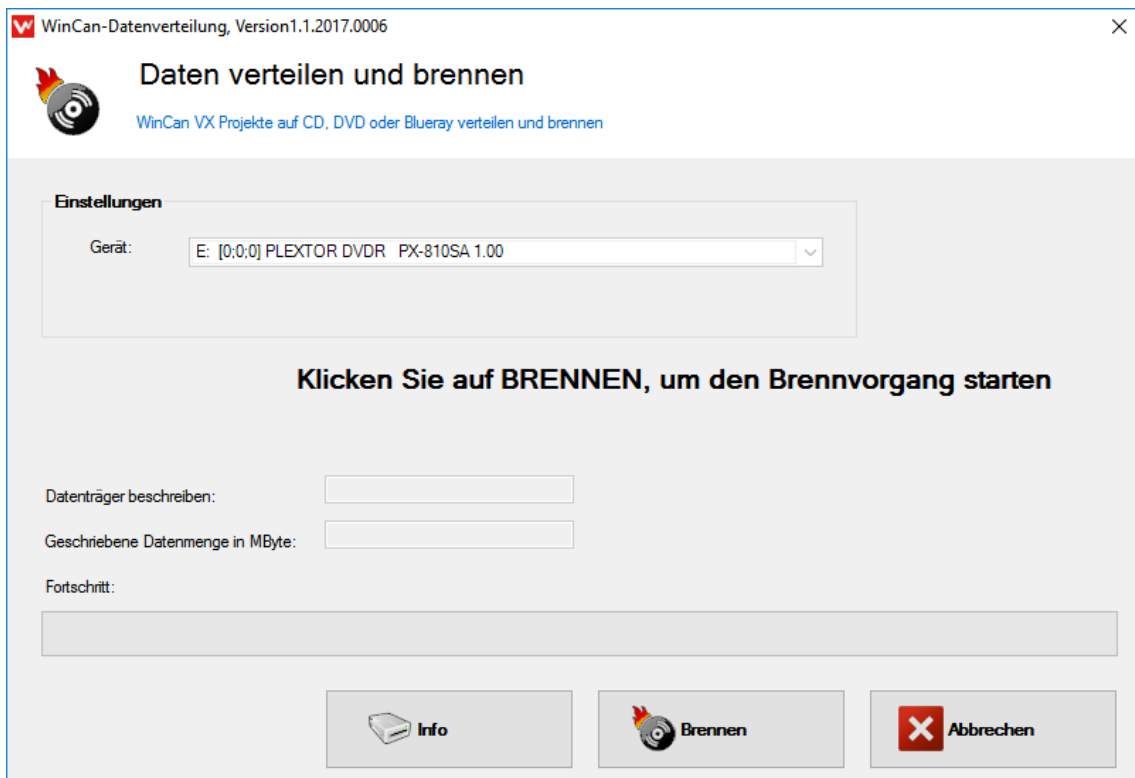 WinCan-Datenverteilung, Version1.1.2017.0006
Daten verteilen und brennen
WinCan VX Projekte auf CD, DVD oder Blueray verteilen und brennen
Einstellungen
Gerät:
E: [0;0;0] PLEXTOR DVDR PX-810SA 1.00
Klicken Sie auf BRENNEN, um den Brennvorgang starten
Datenträger beschreiben:
Geschriebene Datenmenge in MByte:
Fortschritt:
Info
Brennen
Abbrechen